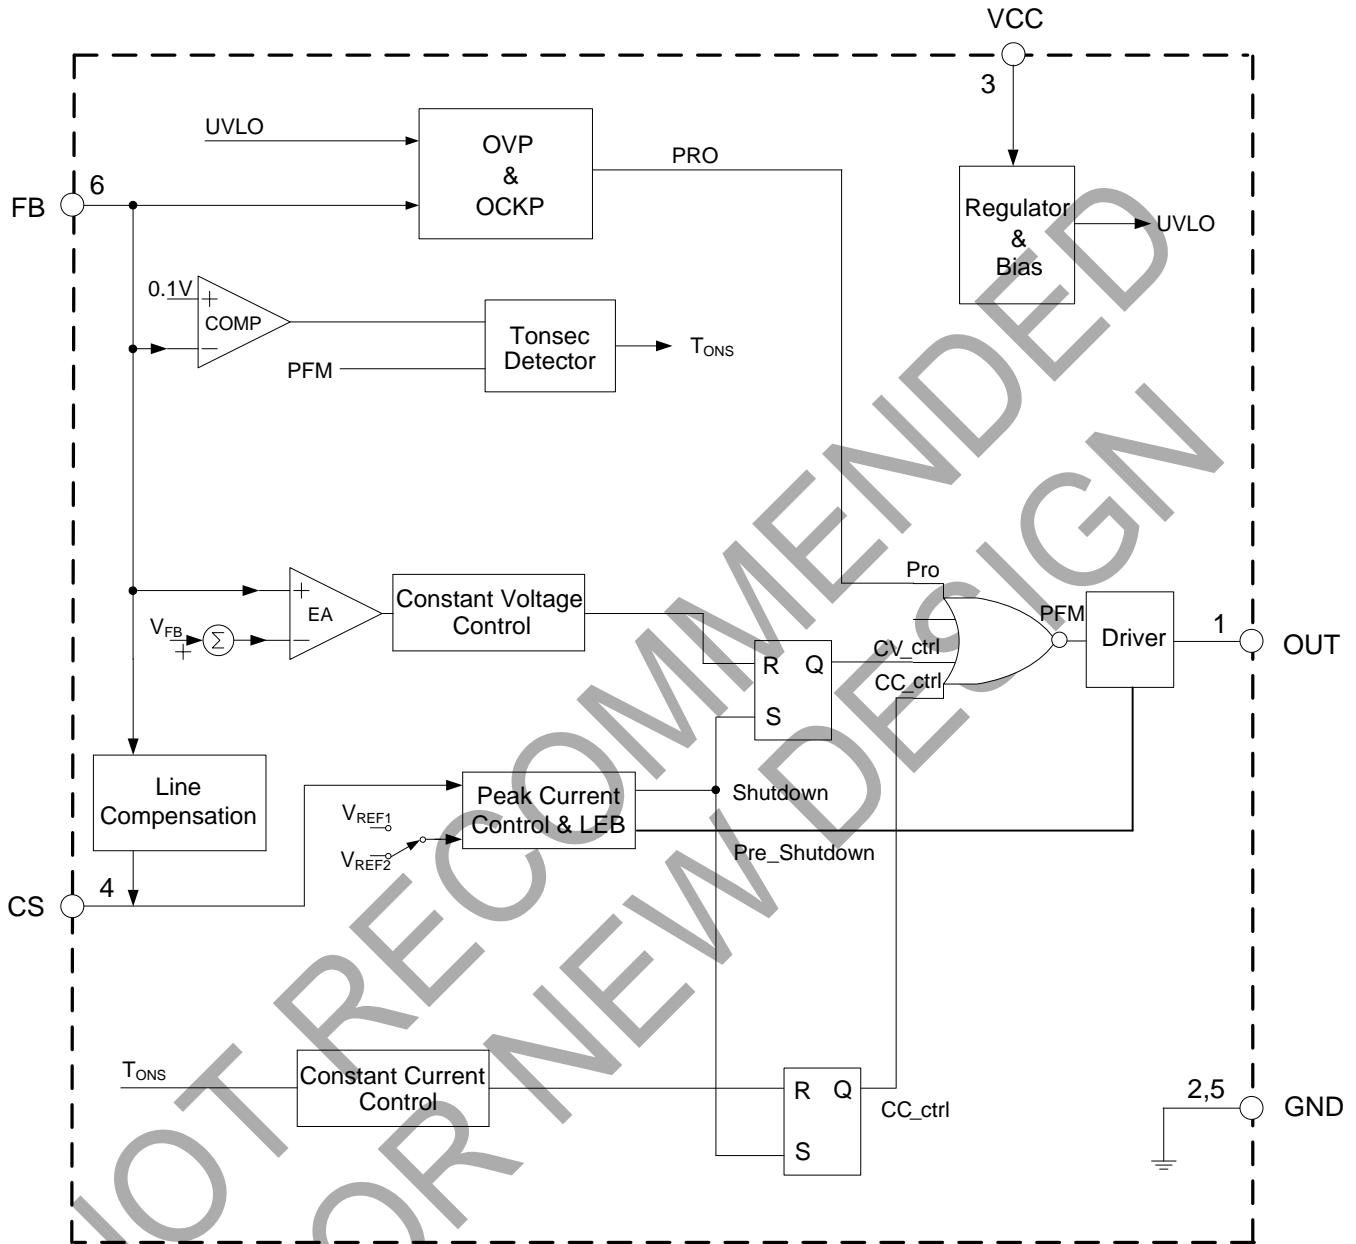 VCC
3
UVLO
OVP
&
OCKP
PRO
FB
6
Regulator
&
Bias
UVLO
0.1V
+
COMP
−
Tonsec
Detector
TONS
PFM
Pro
EA
+
−
Constant Voltage
Control
VFB
+
Σ
PFM
Driver
1
OUT
R Q
S
CV_ctrl
CC_ctrl
Line
Compensation
Peak Current
Control & LEB
VREF1
VREF2
Shutdown
Pre_Shutdown
CS
4
TONS
Constant Current
Control
R Q
S
CC_ctrl
2,5
GND
NOT RECOMMENDED
FOR NEW DESIGN